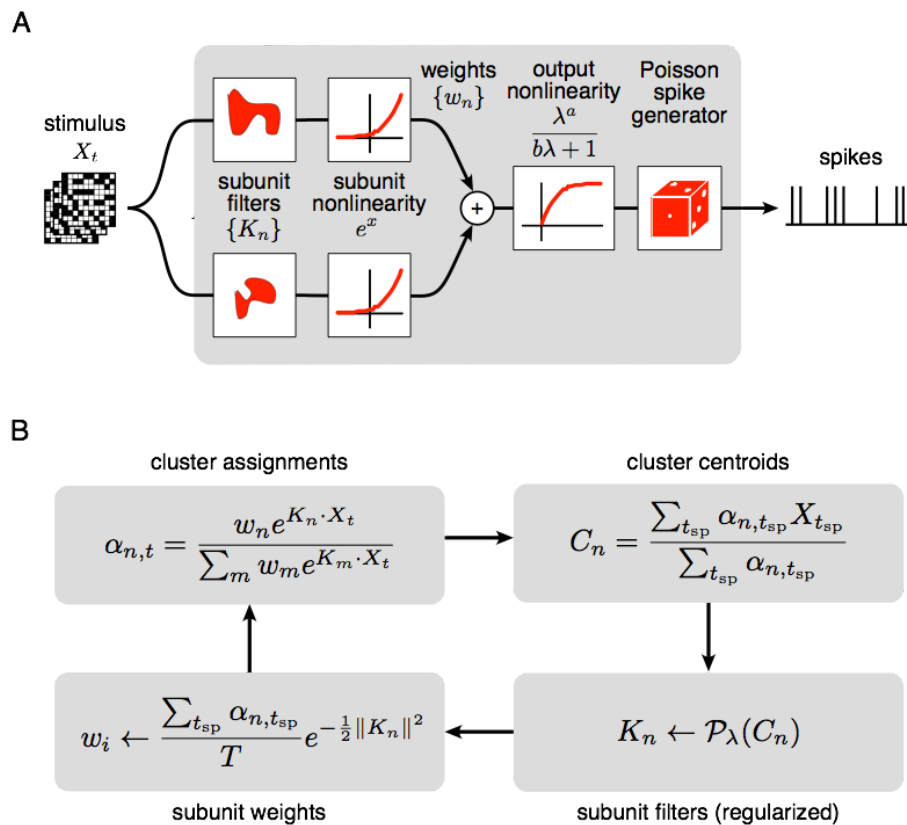 A
stimulus
X_t
subunit
filters
{K_n}
subunit
nonlinearity
e^x
weights
{w_n}
+
output
nonlinearity
λ^a / (bλ + 1)
Poisson
spike
generator
spikes
B
cluster assignments
α_{n,t} = w_n e^{K_n·X_t} / ∑_m w_m e^{K_m·X_t}
cluster centroids
C_n = ∑_{t_sp} α_{n,t_sp} X_{t_sp} / ∑_{t_sp} α_{n,t_sp}
w_i ← (∑_{t_sp} α_{n,t_sp} / T) e^{-½‖K_n‖²}
subunit weights
K_n ← P_λ(C_n)
subunit filters (regularized)